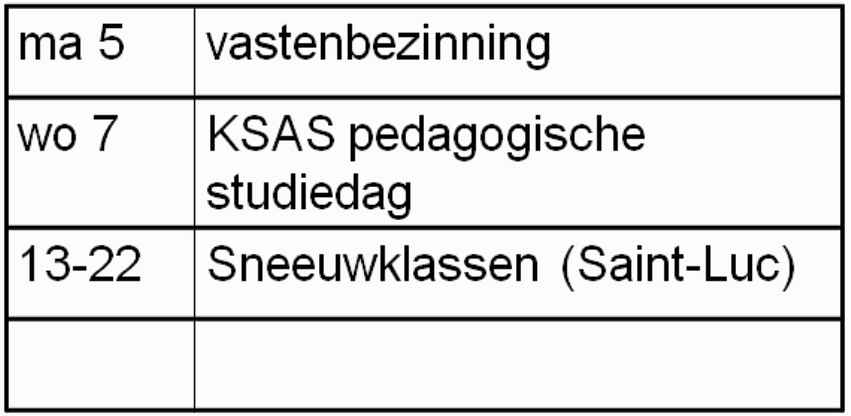 ma 5 vastenbezinning
wo 7 KSAS pedagogische
studiedag
13-22 Sneeuwklassen (Saint-Luc)